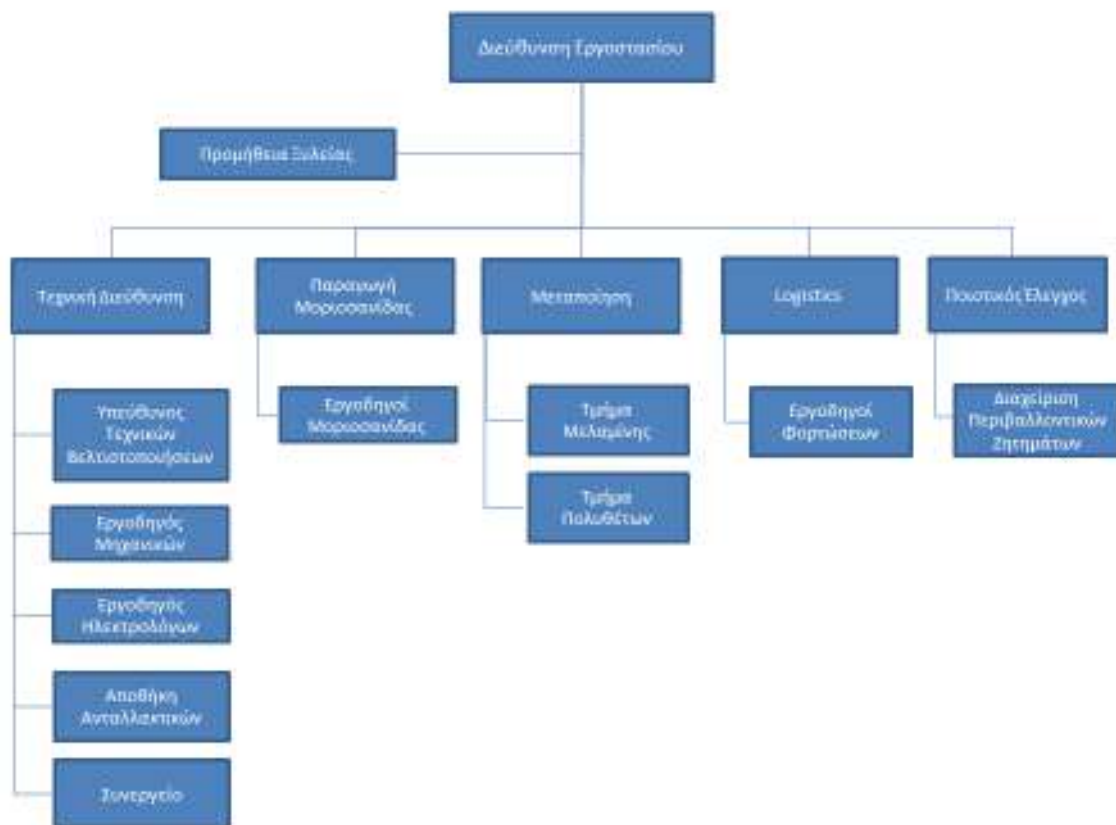 Διεύθυνση Εργοστασίου
Προμήθεια Ξυλείας
Τεχνική Διεύθυνση
Παραγωγή
Μοριοσανίδας
Μεταποίηση
Logistics
Ποιοτικός Έλεγχος
Υπεύθυνος
Τεχνικών
Βελτιστοποιήσεων
Εργοδηγός
Μηχανικών
Εργοδηγός
Ηλεκτρολόγων
Αποθήκη
Ανταλλακτικών
Συνεργείο
Εργοδηγοί
Μοριοσανίδας
Τμήμα
Μελαμίνης
Τμήμα
Πολυθέτων
Εργοδηγοί
Φορτώσεων
Διαχείριση
Περιβαλλοντικών
Ζητημάτων